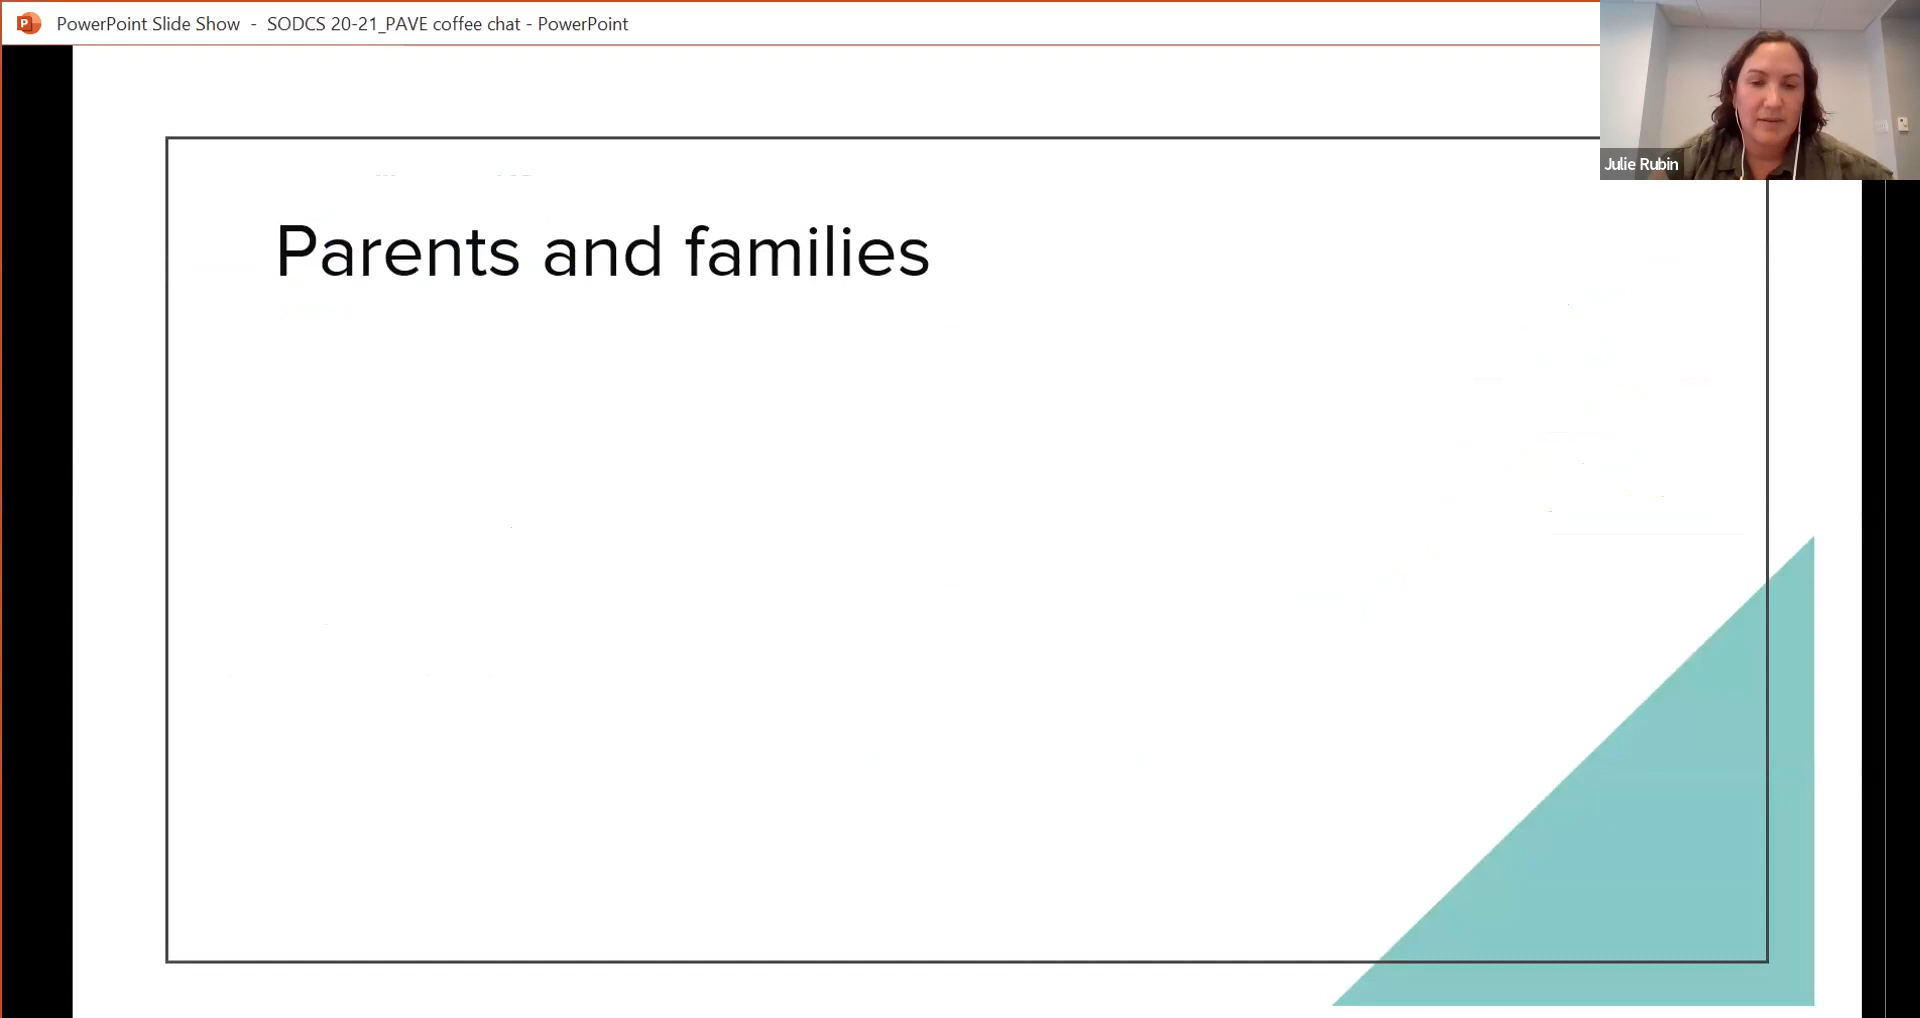 PowerPoint Slide Show - SODCS 20-21_PAVE coffee chat - PowerPoint
Julie Rubin
Parents and families